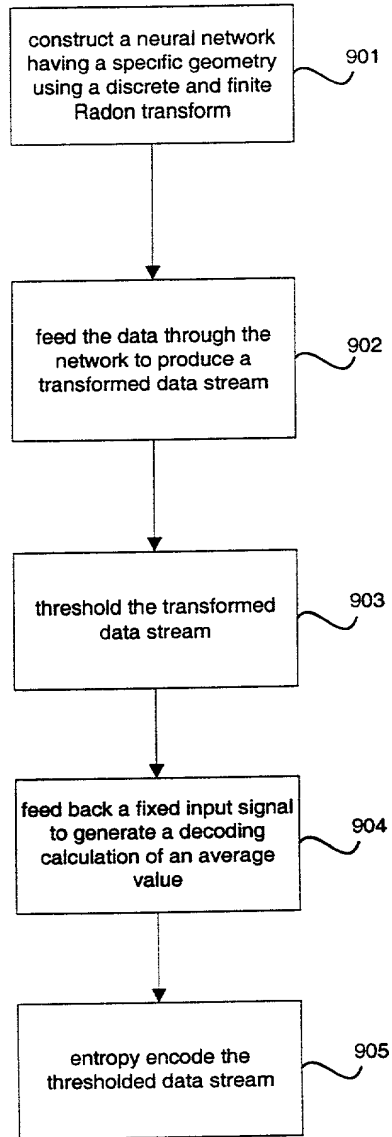 construct a neural network
having a specific geometry
using a discrete and finite
Radon transform
901
feed the data through the
network to produce a
transformed data stream
902
threshold the transformed
data stream
903
feed back a fixed input signal
to generate a decoding
calculation of an average
value
904
entropy encode the
thresholded data stream
905